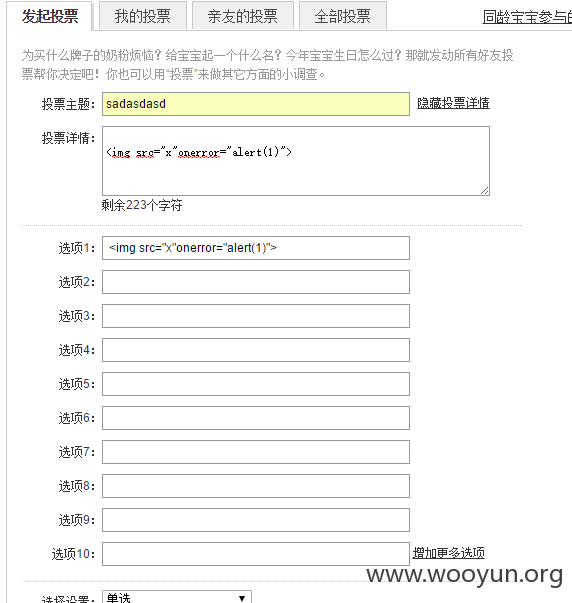 发起投票 我的投票 亲友的投票 全部投票 同龄宝宝参与的
为买什么牌子的奶粉烦恼？给宝宝起一个什么名？今年宝宝生日怎么过？那就发动所有好友投
票帮你决定吧！你也可以用“投票”来做其它方面的小调查。
投票主题： sadasdasd 隐藏投票详情
投票详情：
<img src="x"onerror="alert(1)">
剩余223个字符
选项1： <img src="x"onerror="alert(1)">
选项2：
选项3：
选项4：
选项5：
选项6：
选项7：
选项8：
选项9：
选项10： 增加更多选项
www.wooyun.org
选择设置： 单选